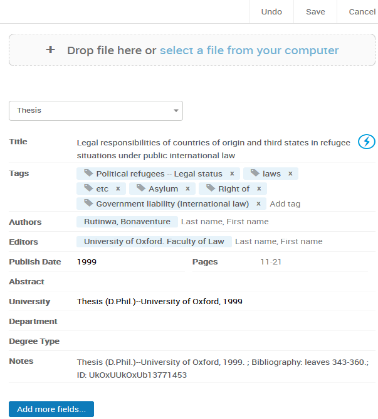 Undo Save Cancel
+ Drop file here or select a file from your computer
Thesis
Title Legal responsibilities of countries of origin and third states in refugee
situations under public international law
Tags Political refugees -- Legal status x laws x
etc x Asylum x Right of x
Government liability (International law) x Add tag
Authors Rutinwa, Bonaventure Last name, First name
Editors University of Oxford. Faculty of Law Last name, First name
Publish Date 1999 Pages 11-21
Abstract
University Thesis (D.Phil.)--University of Oxford, 1999
Department
Degree Type
Notes Thesis (D.Phil.)--University of Oxford, 1999. ; Bibliography: leaves 343-360.;
ID: UkOxUUkOxUb13771453
Add more fields...